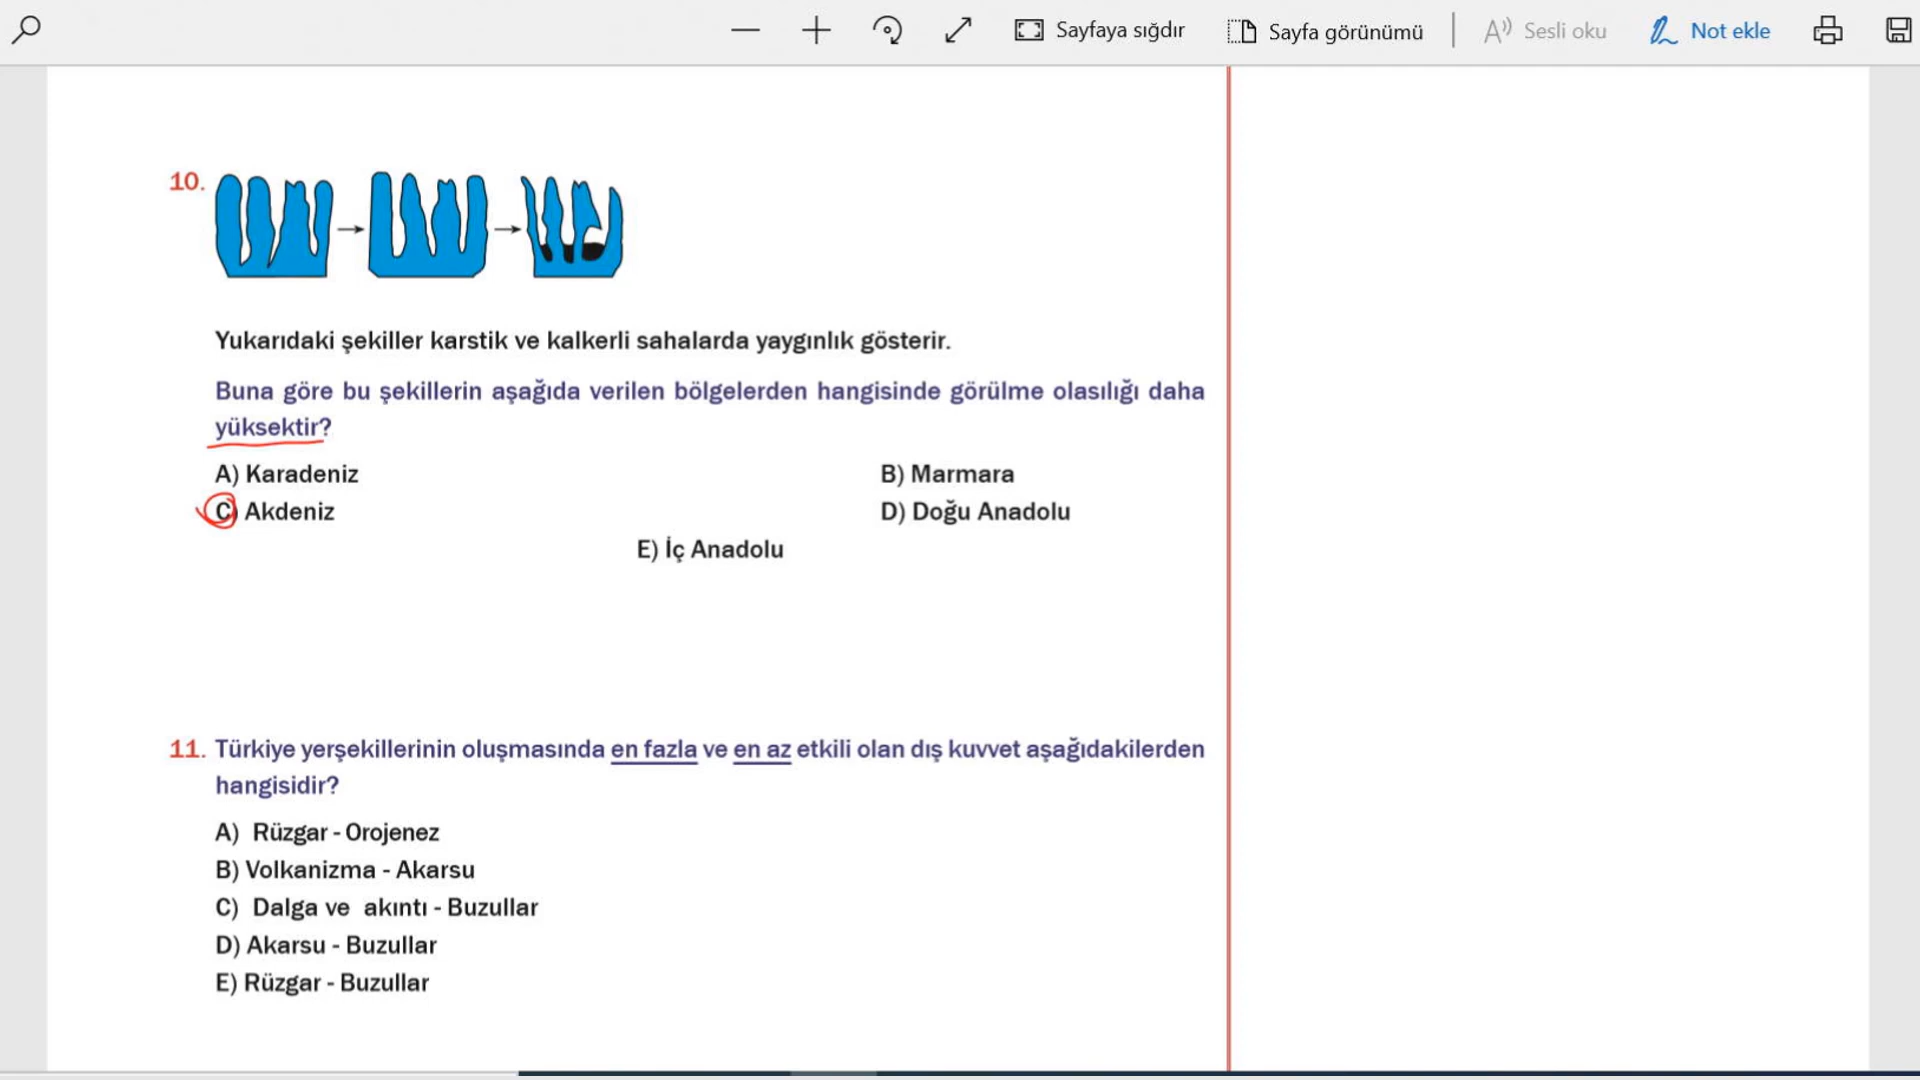 Sayfaya sığdır
Sayfa görünümü
Sesli oku
Not ekle
10.
Yukarıdaki şekiller karstik ve kalkerli sahalarda yaygınlık gösterir.
Buna göre bu şekillerin aşağıda verilen bölgelerden hangisinde görülme olasılığı daha
yüksektir?
A) Karadeniz
B) Marmara
C) Akdeniz
D) Doğu Anadolu
E) İç Anadolu
11. Türkiye yerşekillerinin oluşmasında en fazla ve en az etkili olan dış kuvvet aşağıdakilerden
hangisidir?
A) Rüzgar - Orojenez
B) Volkanizma - Akarsu
C) Dalga ve akıntı - Buzullar
D) Akarsu - Buzullar
E) Rüzgar - Buzullar